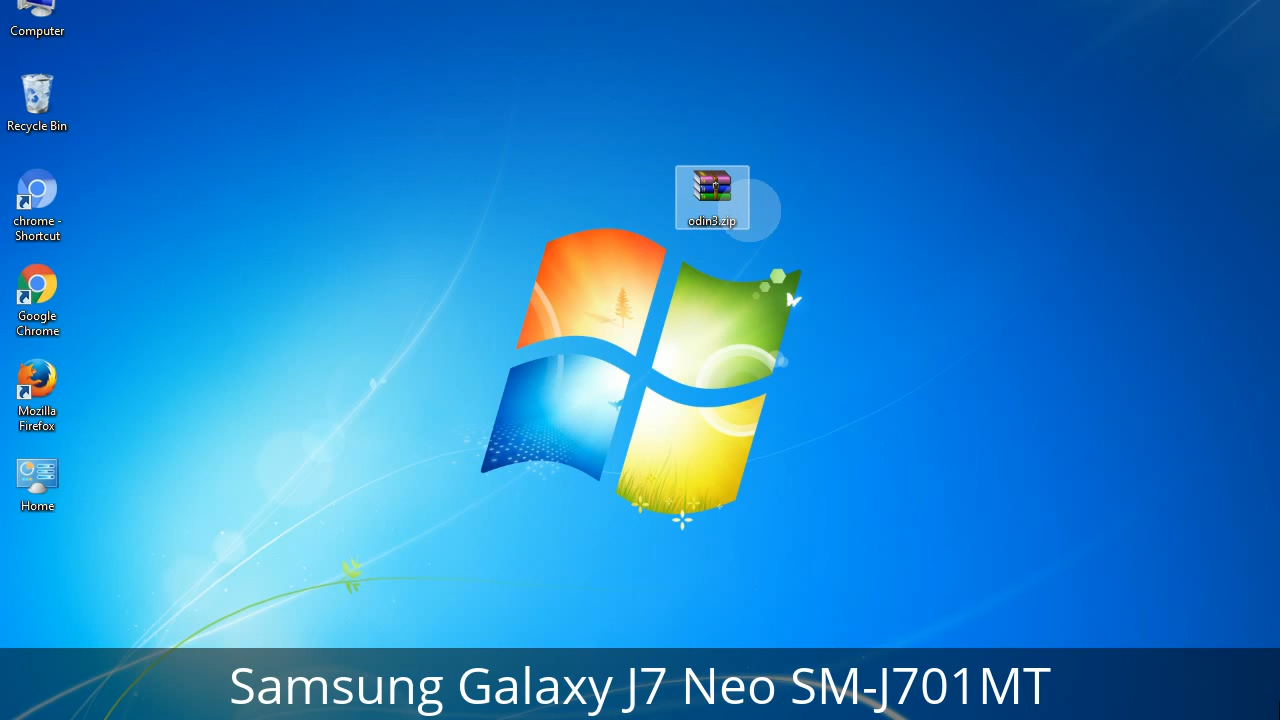 Computer
Recycle Bin
chrome -
Shortcut
Google
Chrome
Mozilla
Firefox
Home
odin3.zip
Samsung Galaxy J7 Neo SM-J701MT